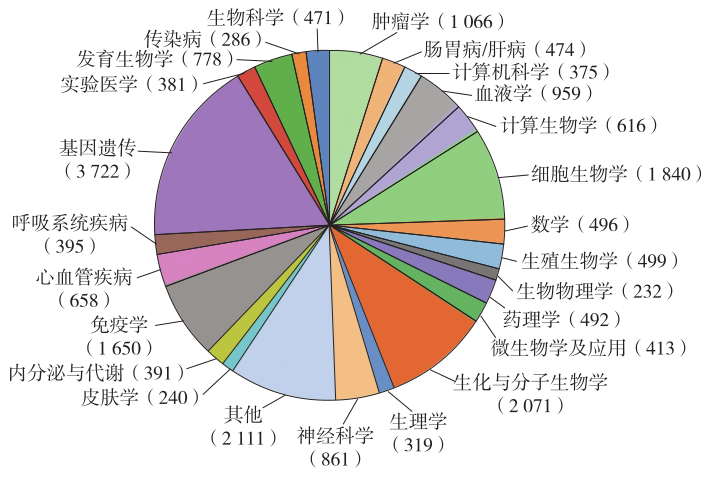 生物科学（471）
肿瘤学（1 066）
传染病（286）
肠胃病/肝病（474）
发育生物学（778）
计算机科学（375）
实验医学（381）
血液学（959）
计算生物学（616）
基因遗传
（3 722）
细胞生物学（1 840）
呼吸系统疾病
（395）
数学（496）
心血管疾病
（658）
生殖生物学（499）
生物物理学（232）
免疫学
（1 650）
药理学（492）
微生物学及应用（413）
内分泌与代谢（391）
皮肤学（240）
生化与分子生物学
（2 071）
其他
（2 111）
神经科学
（861）
生理学
（319）